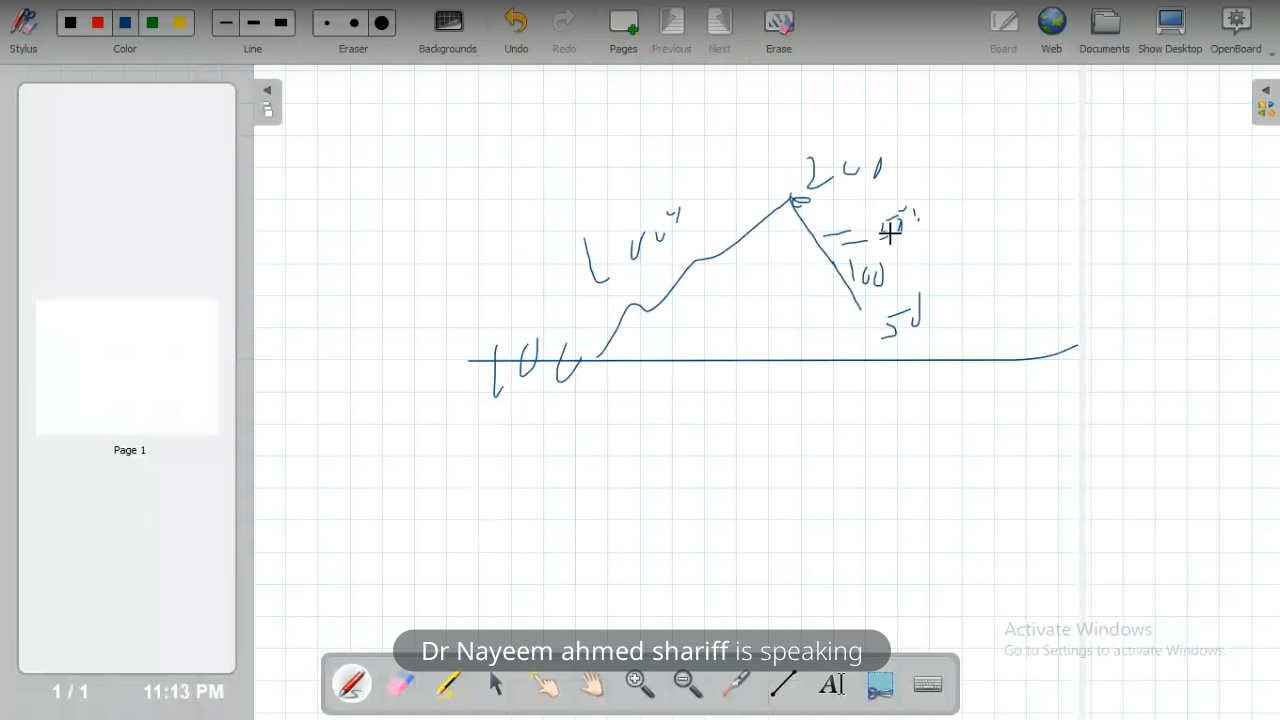 Stylus
Color
Line
Eraser
Backgrounds
Undo
Redo
Pages
Previous
Next
Erase
Board
Web
Documents
Show Desktop
OpenBoard
200
100
100
50
100
Page 1
Activate Windows
Go to Settings to activate Windows.
Dr Nayeem ahmed shariff is speaking
1 / 1
11:13 PM
AI